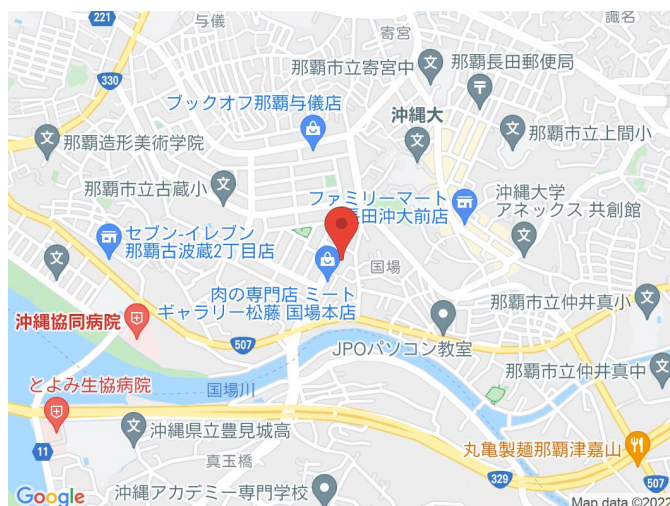 221
与儀
寄宮
識名
那覇市立寄宮中
那覇長田郵便局
330
ブックオフ那覇与儀店
沖縄大
那覇造形美術学院
那覇市立上間小
那覇市立古蔵小
ファミリーマート
長田沖大前店
沖縄大学
アネックス 共創館
セブン-イレブン
那覇古波蔵2丁目店
国場
肉の専門店 ミート
ギャラリー松藤 国場本店
那覇市立仲井真小
沖縄協同病院
507
JPOパソコン教室
とよみ生協病院
国場川
那覇市立仲井真中
沖縄県立豊見城高
11
真玉橋
丸亀製麺那覇津嘉山
329
507
沖縄アカデミー専門学校
Google
Map data ©2022